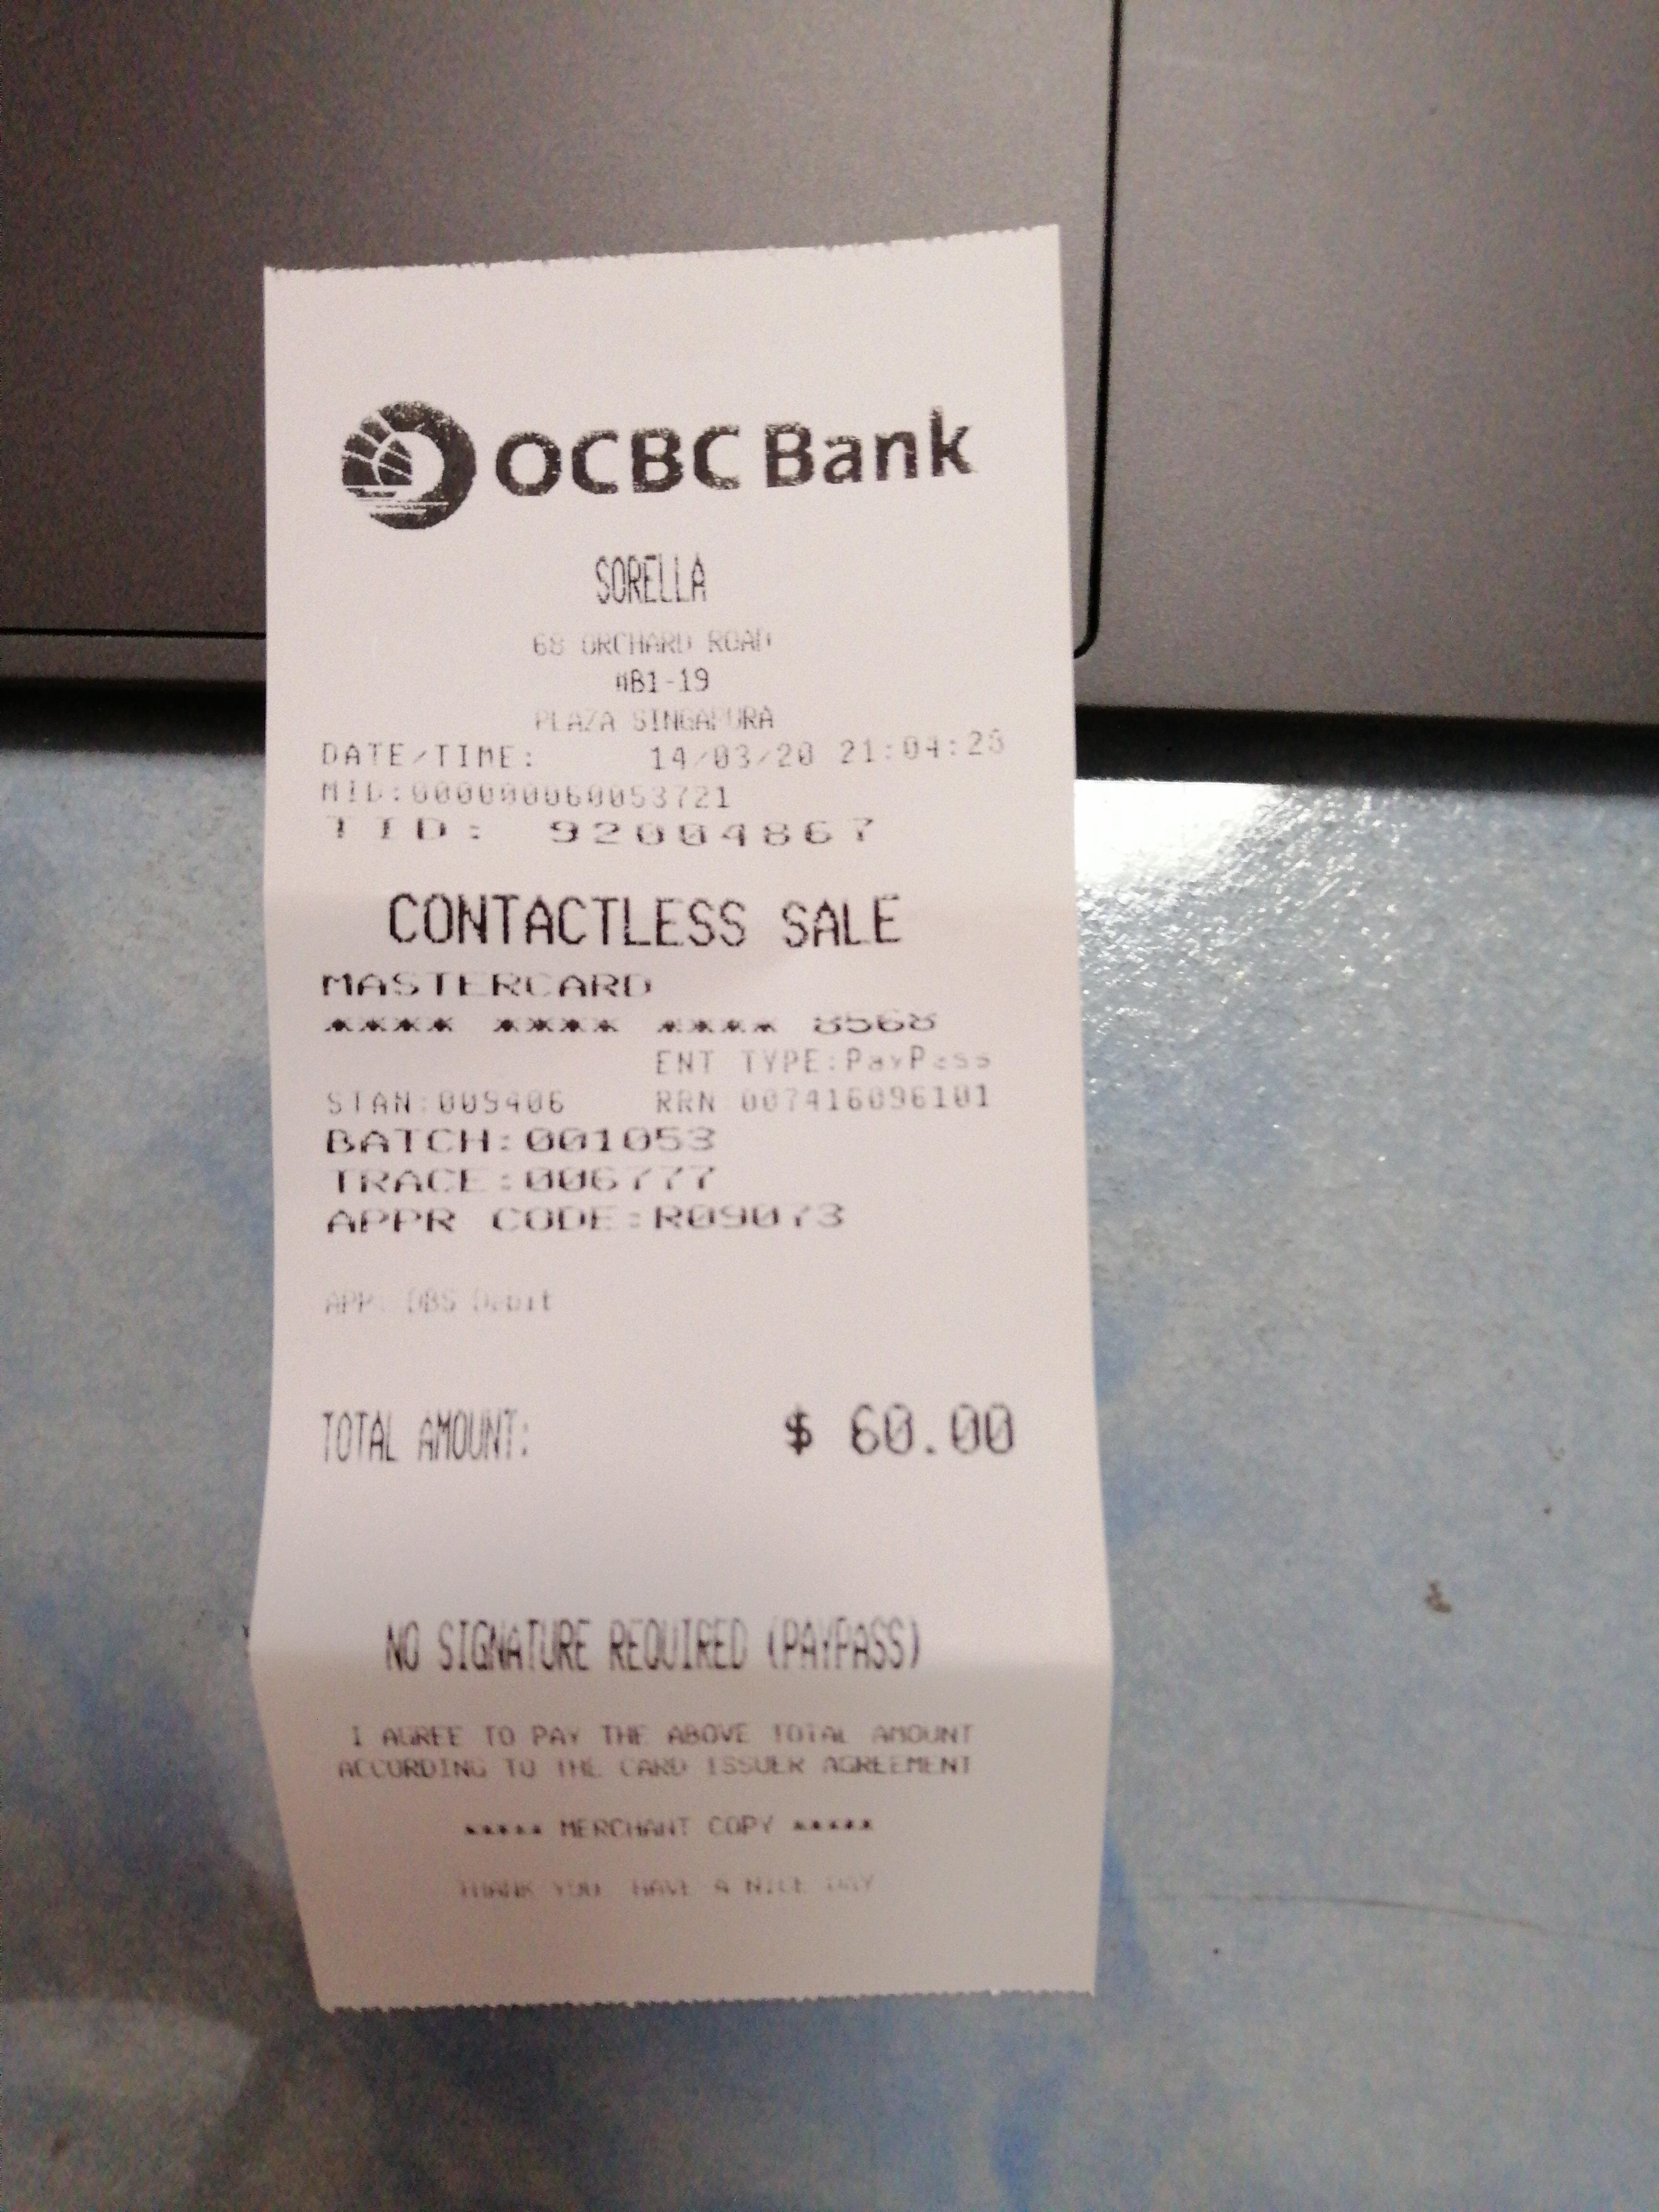 OCBC Bank
SORELLA
68 ORCHARD ROAD
#B1-19
PLAZA SINGAPURA
DATE/TIME: 14/03/20 21:04:28
MID:000000060053721
TID: 92004867
CONTACTLESS SALE
MASTERCARD
**** **** **** 8568
ENT TYPE:PayPass
STAN:009406 RRN 007416096101
BATCH:001053
TRACE:006777
APPR CODE:R09073
APP: DBS Debit
TOTAL AMOUNT: $ 60.00
NO SIGNATURE REQUIRED (PAYPASS)
I AGREE TO PAY THE ABOVE TOTAL AMOUNT
ACCORDING TO THE CARD ISSUER AGREEMENT
***** MERCHANT COPY *****
THANK YOU HAVE A NICE DAY